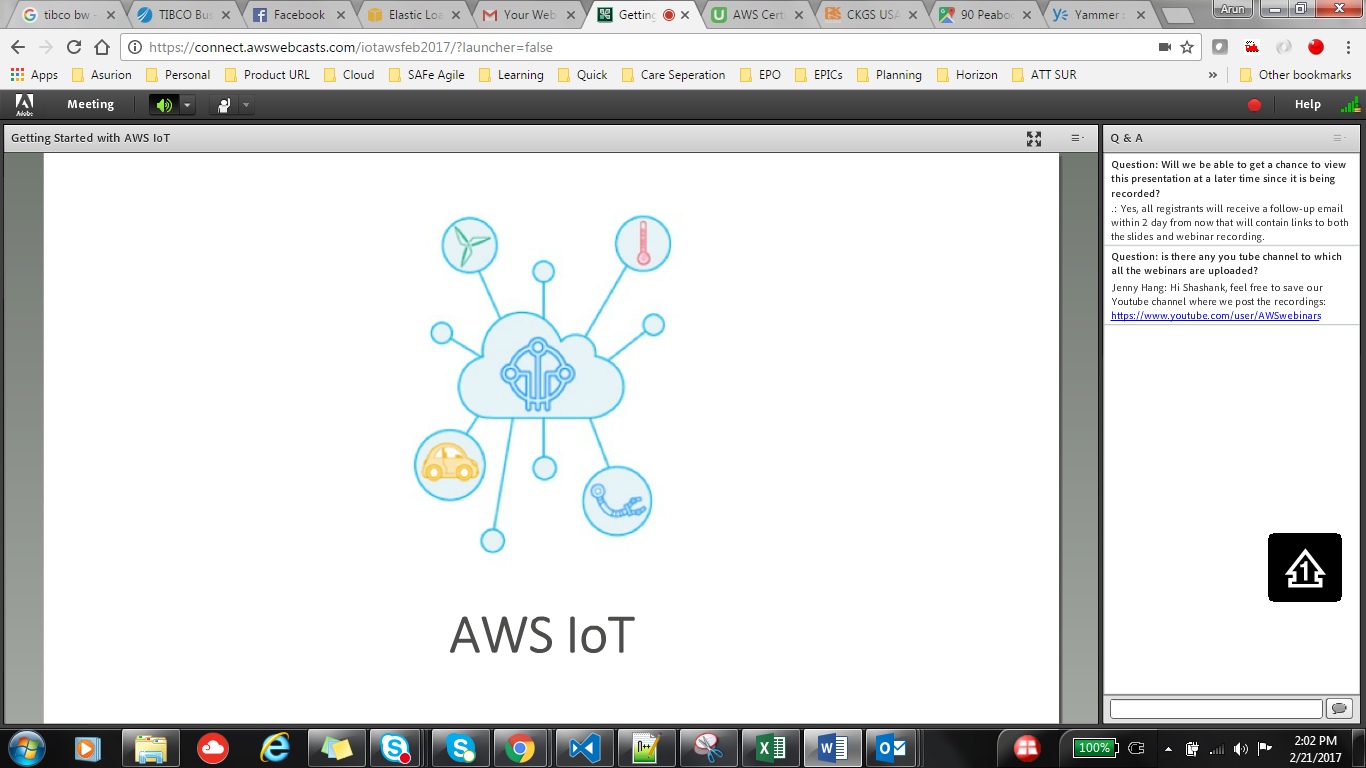 tibco bw -
TIBCO Bus
Facebook
Elastic Loa
Your Web
Getting
AWS Certi
CKGS USA
90 Peabo
Yammer :
Arun
https://connect.awswebcasts.com/iotawsfeb2017/?launcher=false
Apps
Asurion
Personal
Product URL
Cloud
SAFe Agile
Learning
Quick
Care Seperation
EPO
EPICs
Planning
Horizon
ATT SUR
»
Other bookmarks
Adobe
Meeting
Help
Getting Started with AWS IoT
AWS IoT
Q & A
Question: Will we be able to get a chance to view
this presentation at a later time since it is being
recorded?
.: Yes, all registrants will receive a follow-up email
within 2 day from now that will contain links to both
the slides and webinar recording.
Question: is there any you tube channel to which
all the webinars are uploaded?
Jenny Hang: Hi Shashank, feel free to save our
Youtube channel where we post the recordings:
https://www.youtube.com/user/AWSwebinars
1
100%
2:02 PM
2/21/2017